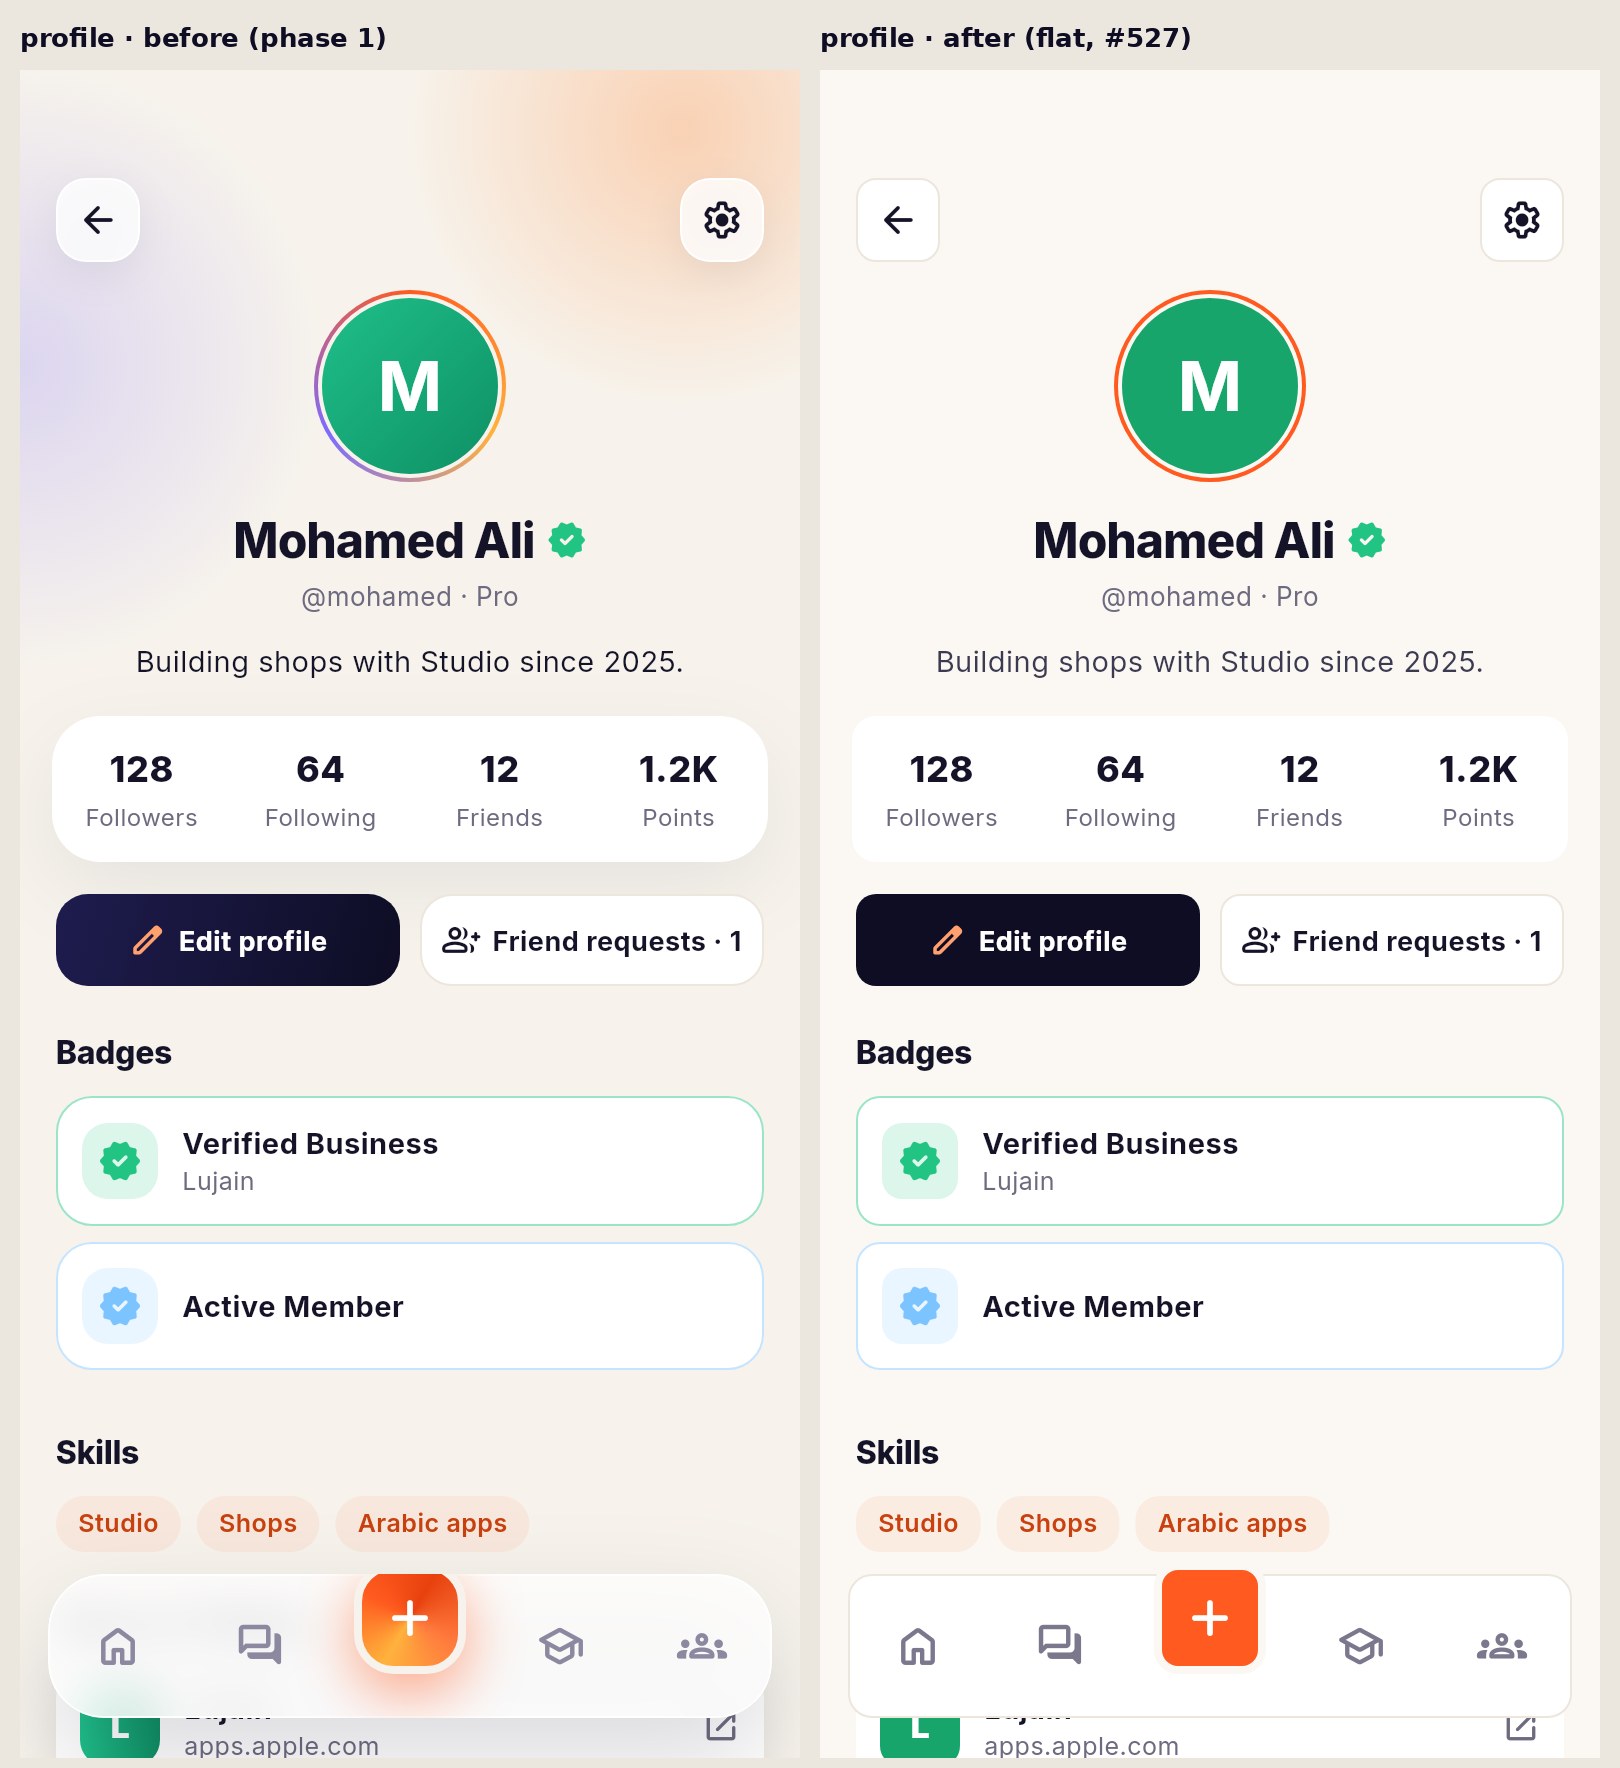 profile · before (phase 1)
M
Mohamed Ali
@mohamed · Pro
Building shops with Studio since 2025.
128 64 12 1.2K
Followers Following Friends Points
Edit profile Friend requests · 1
Badges
Verified Business
Lujain
Active Member
Skills
Studio Shops Arabic apps
L
apps.apple.com
profile · after (flat, #527)
M
Mohamed Ali
@mohamed · Pro
Building shops with Studio since 2025.
128 64 12 1.2K
Followers Following Friends Points
Edit profile Friend requests · 1
Badges
Verified Business
Lujain
Active Member
Skills
Studio Shops Arabic apps
L
apps.apple.com